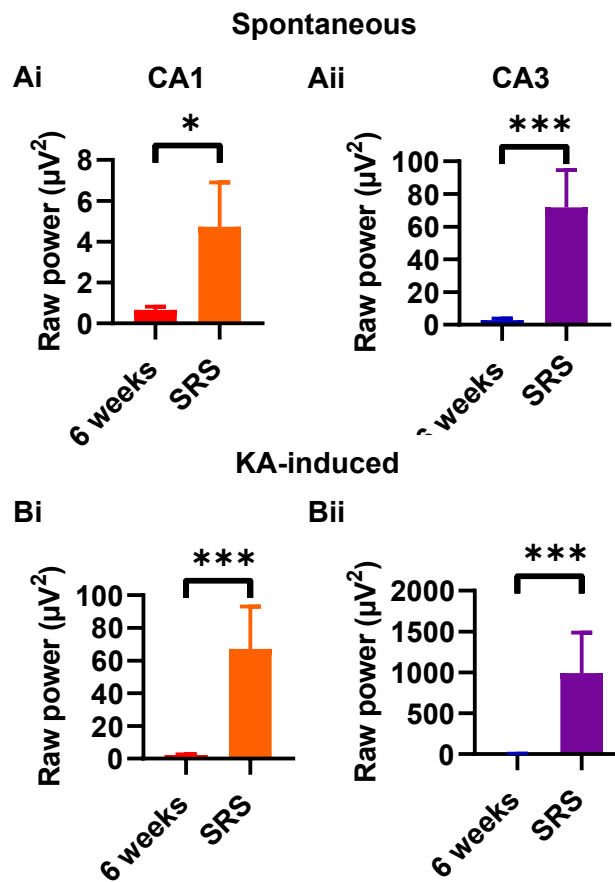 Spontaneous
Ai CA1 Aii CA3
* ***
Raw power (µV²) 8 6 4 2 0
Raw power (µV²) 100 80 60 40 20 0
6 weeks SRS
6 weeks SRS
KA-induced
Bi Bii
*** ***
Raw power (µV²) 100 80 60 40 20 0
Raw power (µV²) 2000 1500 1000 500 0
6 weeks SRS
6 weeks SRS